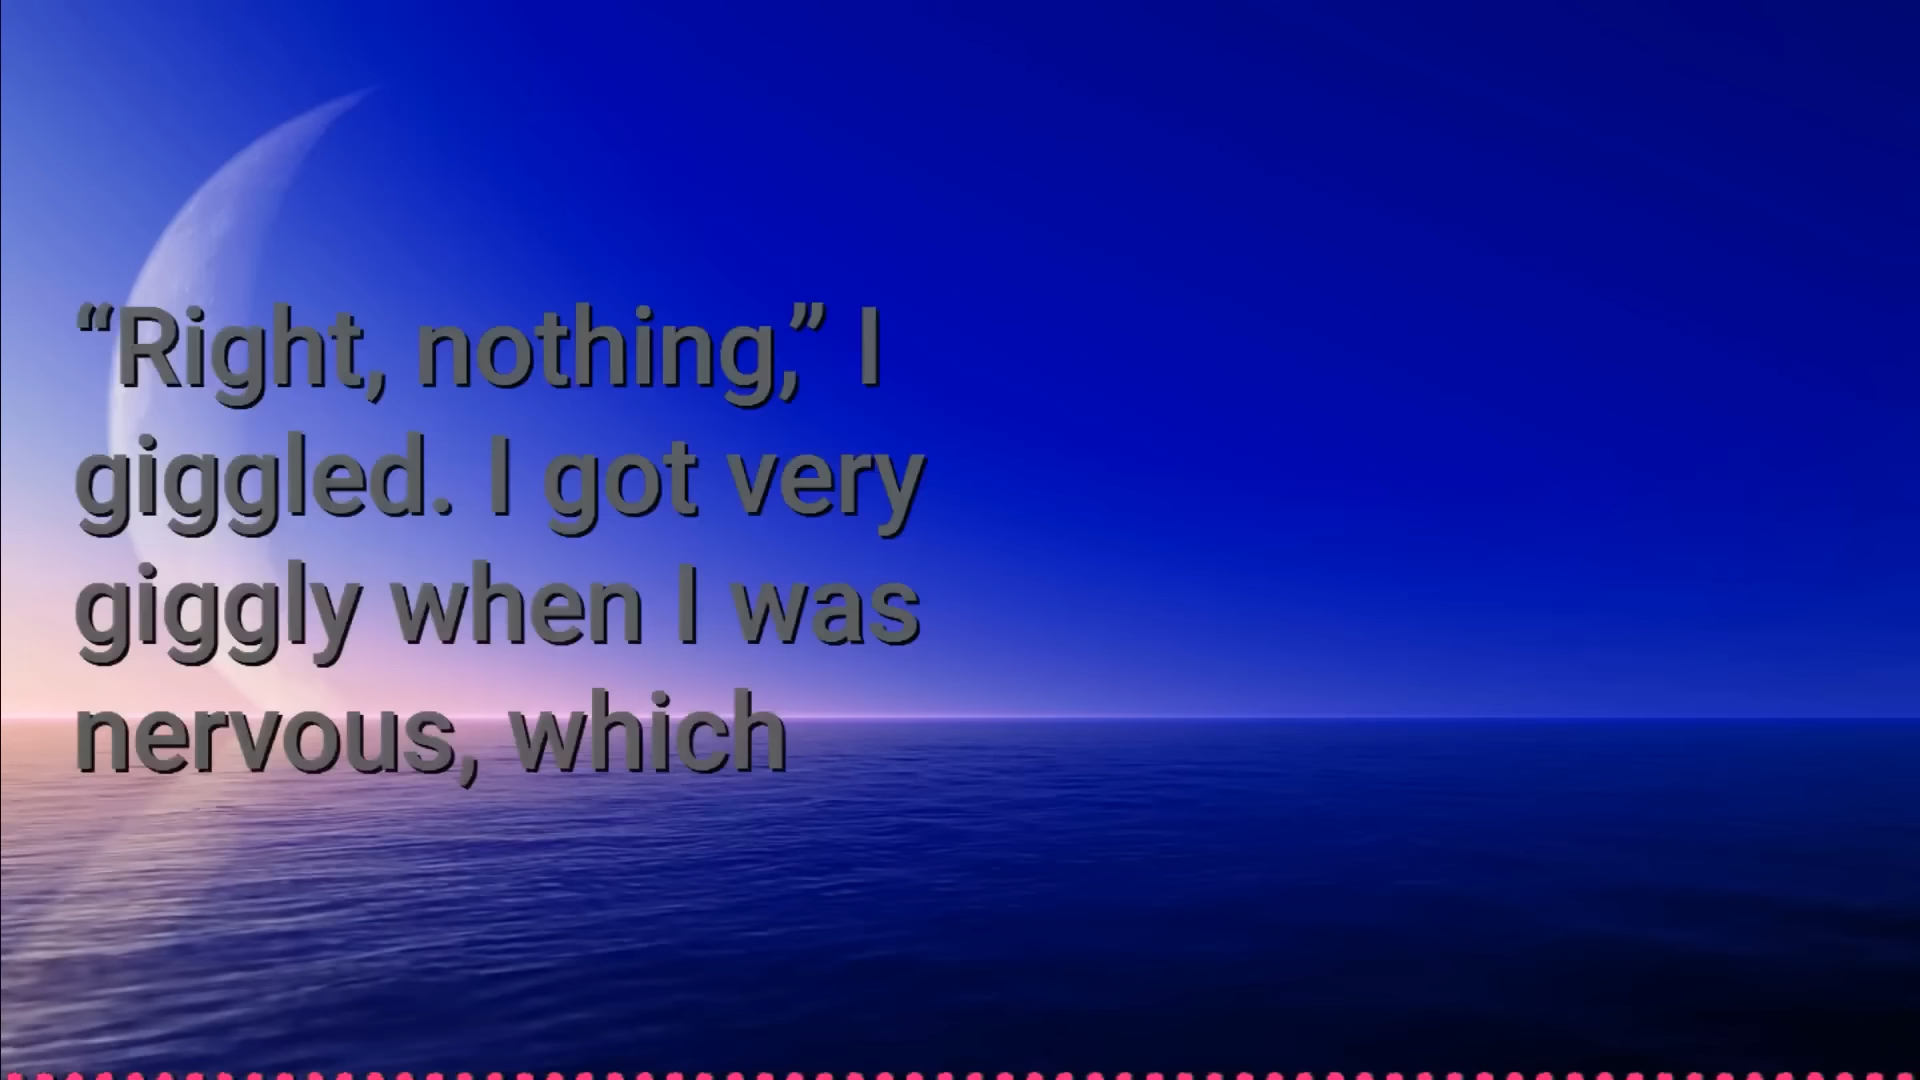 “Right, nothing,” I
giggled. I got very
giggly when I was
nervous, which